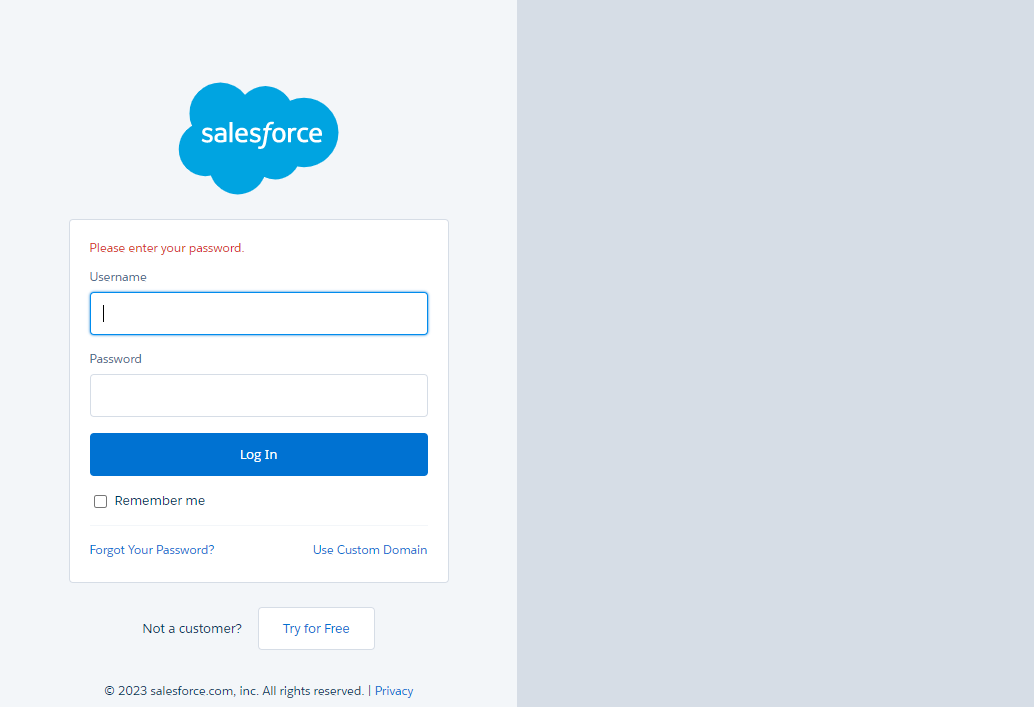 salesforce
Please enter your password.
Username
Password
Log In
Remember me
Forgot Your Password? Use Custom Domain
Not a customer? Try for Free
© 2023 salesforce.com, inc. All rights reserved. | Privacy